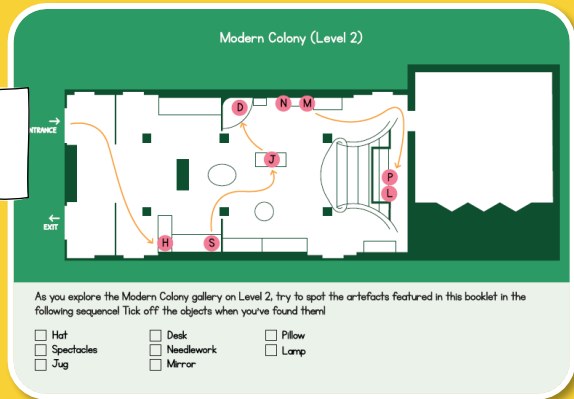 Modern Colony (Level 2)
D
N
M
NTRANCE
J
P
L
EXIT
H
S
As you explore the Modern Colony gallery on Level 2, try to spot the artefacts featured in this booklet in the
following sequence! Tick off the objects when you've found them!
Hat
Spectacles
Jug
Desk
Needlework
Mirror
Pillow
Lamp